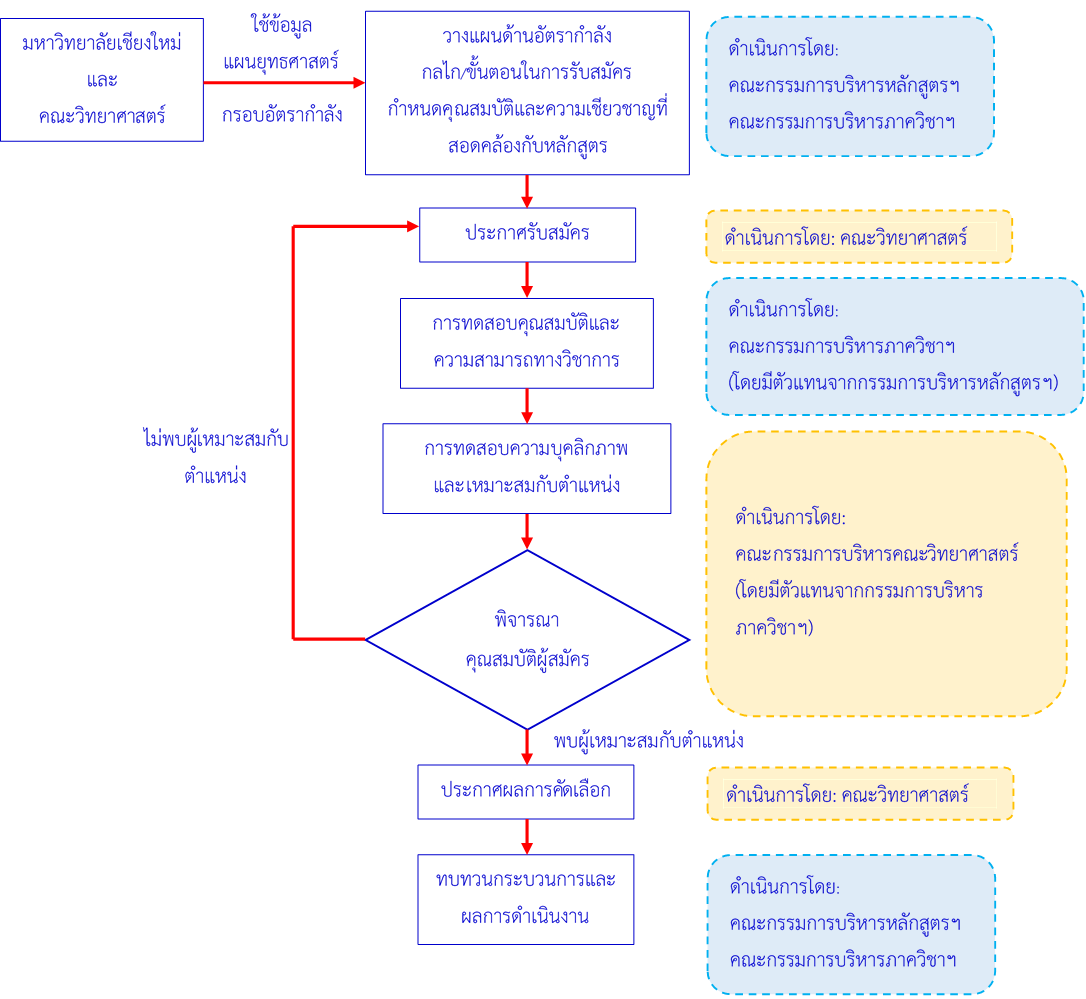 มหาวิทยาลัยเชียงใหม่
และ
คณะวิทยาศาสตร์
ใช้ข้อมูล
แผนยุทธศาสตร์
กรอบอัตรากำลัง
วางแผนด้านอัตรากำลัง
กลไก/ขั้นตอนในการรับสมัคร
กำหนดคุณสมบัติและความเชียวชาญที่
สอดคล้องกับหลักสูตร
ดำเนินการโดย:
คณะกรรมการบริหารหลักสูตรฯ
คณะกรรมการบริหารภาควิชาฯ
ประกาศรับสมัคร
ดำเนินการโดย: คณะวิทยาศาสตร์
การทดสอบคุณสมบัติและ
ความสามารถทางวิชาการ
ดำเนินการโดย:
คณะกรรมการบริหารภาควิชาฯ
(โดยมีตัวแทนจากกรรมการบริหารหลักสูตรฯ)
ไม่พบผู้เหมาะสมกับ
ตำแหน่ง
การทดสอบความบุคลิกภาพ
และเหมาะสมกับตำแหน่ง
ดำเนินการโดย:
คณะกรรมการบริหารคณะวิทยาศาสตร์
(โดยมีตัวแทนจากกรรมการบริหาร
ภาควิชาฯ)
พิจารณา
คุณสมบัติผู้สมัคร
พบผู้เหมาะสมกับตำแหน่ง
ประกาศผลการคัดเลือก
ดำเนินการโดย: คณะวิทยาศาสตร์
ทบทวนกระบวนการและ
ผลการดำเนินงาน
ดำเนินการโดย:
คณะกรรมการบริหารหลักสูตรฯ
คณะกรรมการบริหารภาควิชาฯ